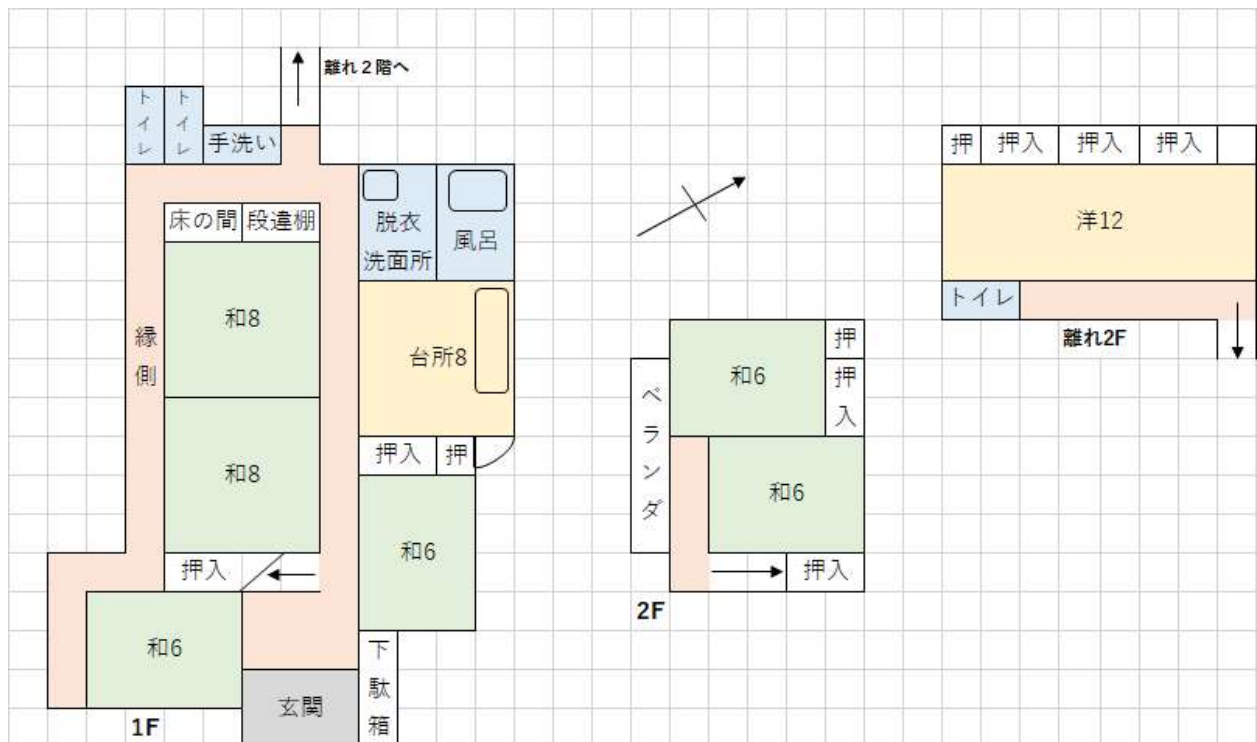 離れ２階へ
トイレ
トイレ
手洗い
床の間
段違棚
脱衣
洗面所
風呂
和8
縁側
台所8
和8
押入
押
押入
和6
和6
下駄箱
玄関
1F
和6
押
押入
ベランダ
和6
押入
2F
押
押入
押入
押入
洋12
トイレ
離れ2F